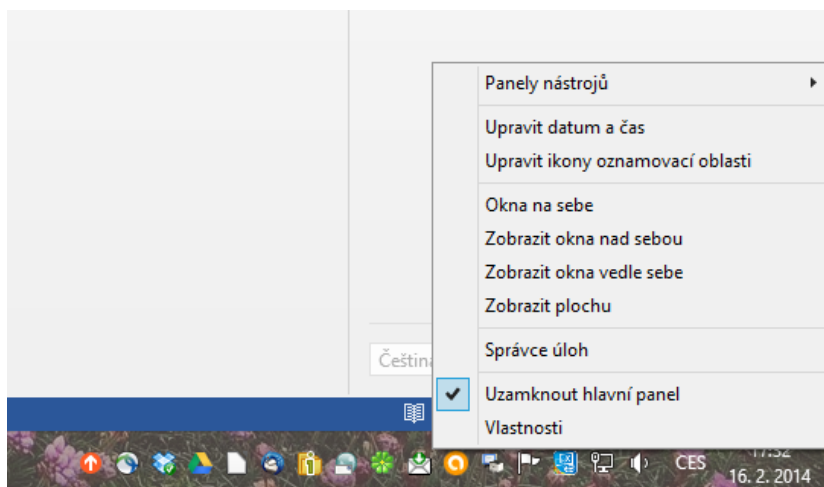 Panely nástrojů
Upravit datum a čas
Upravit ikony oznamovací oblasti
Okna na sebe
Zobrazit okna nad sebou
Zobrazit okna vedle sebe
Zobrazit plochu
Správce úloh
Čeština
Uzamknout hlavní panel
Vlastnosti
CES
16. 2. 2014